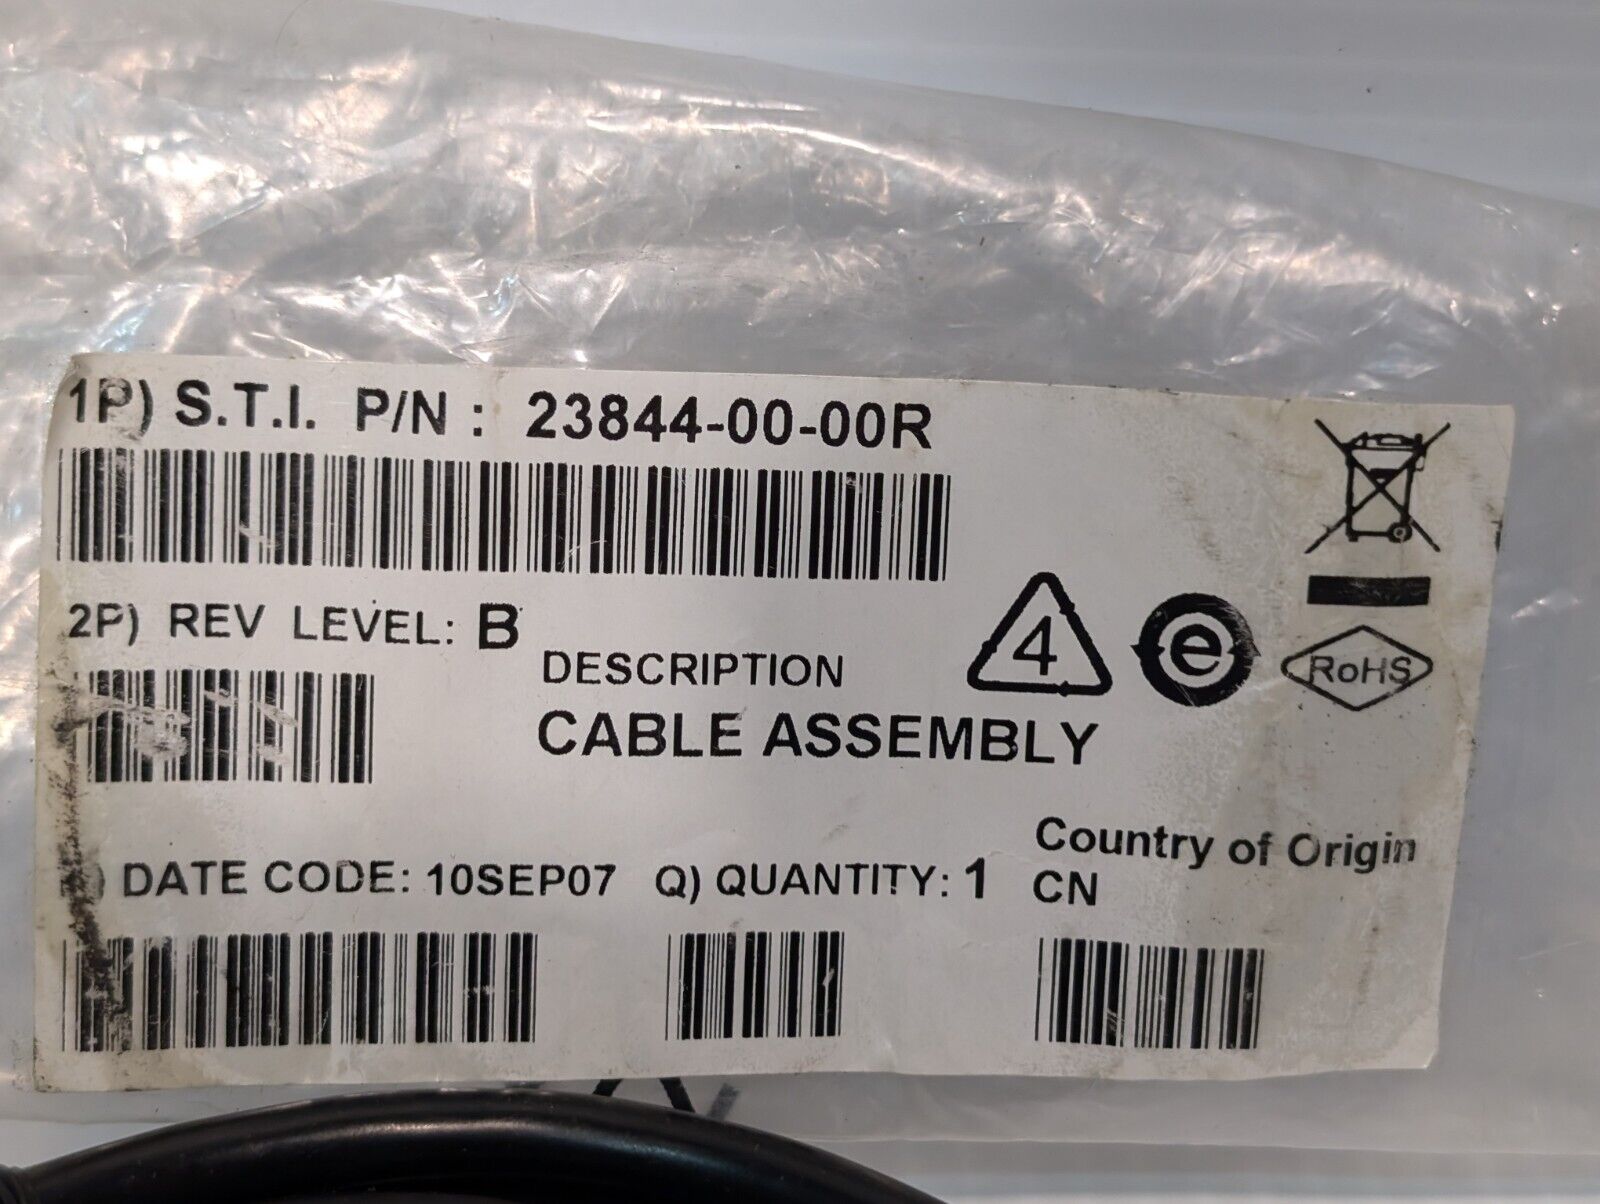 1P) S.T.I. P/N : 23844-00-00R
2P) REV LEVEL: B
DESCRIPTION
CABLE ASSEMBLY
4
e
RoHS
) DATE CODE: 10SEP07 Q) QUANTITY: 1
Country of Origin
CN